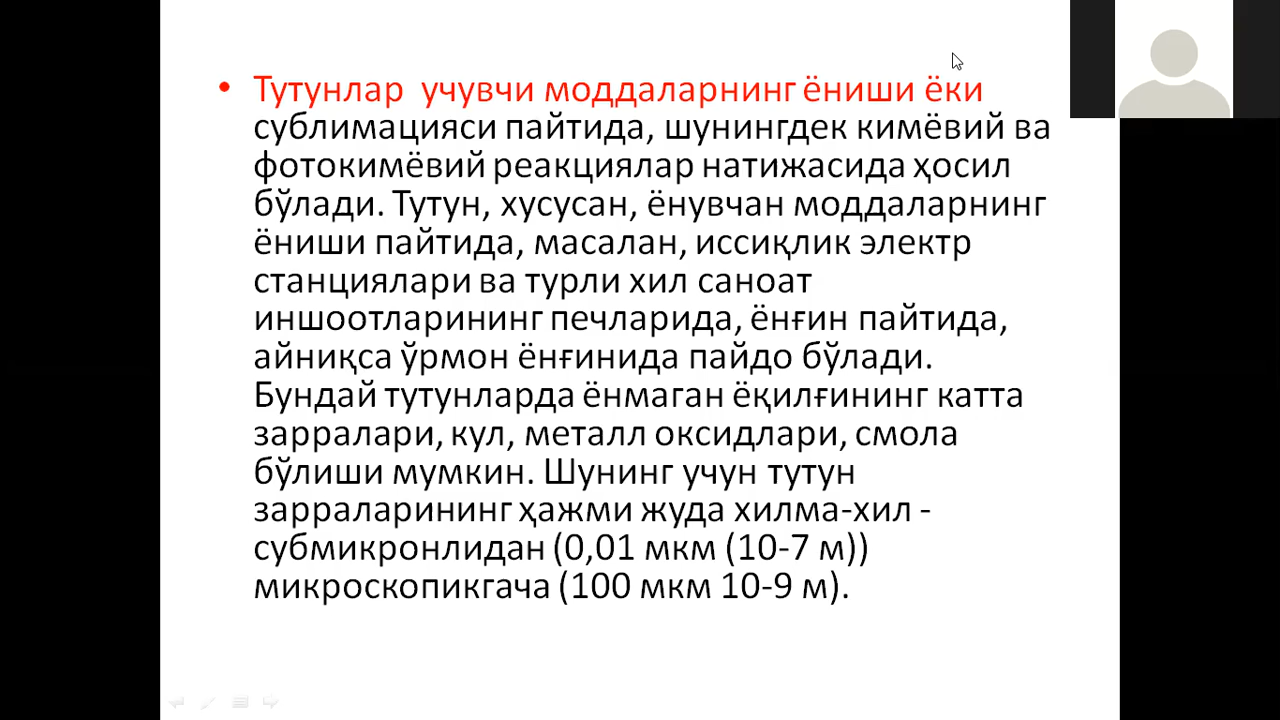 • Тутунлар учувчи моддаларнинг ёниши ёки
сублимацияси пайтида, шунингдек кимёвий ва
фотокимёвий реакциялар натижасида ҳосил
бўлади. Тутун, хусусан, ёнувчан моддаларнинг
ёниши пайтида, масалан, иссиқлик электр
станциялари ва турли хил саноат
иншоотларининг печларида, ёнғин пайтида,
айниқса ўрмон ёнғинида пайдо бўлади.
Бундай тутунларда ёнмаган ёқилғининг катта
зарралари, кул, металл оксидлари, смола
бўлиши мумкин. Шунинг учун тутун
зарраларининг ҳажми жуда хилма-хил -
субмикронлидан (0,01 мкм (10-7 м))
микроскопикгача (100 мкм 10-9 м).